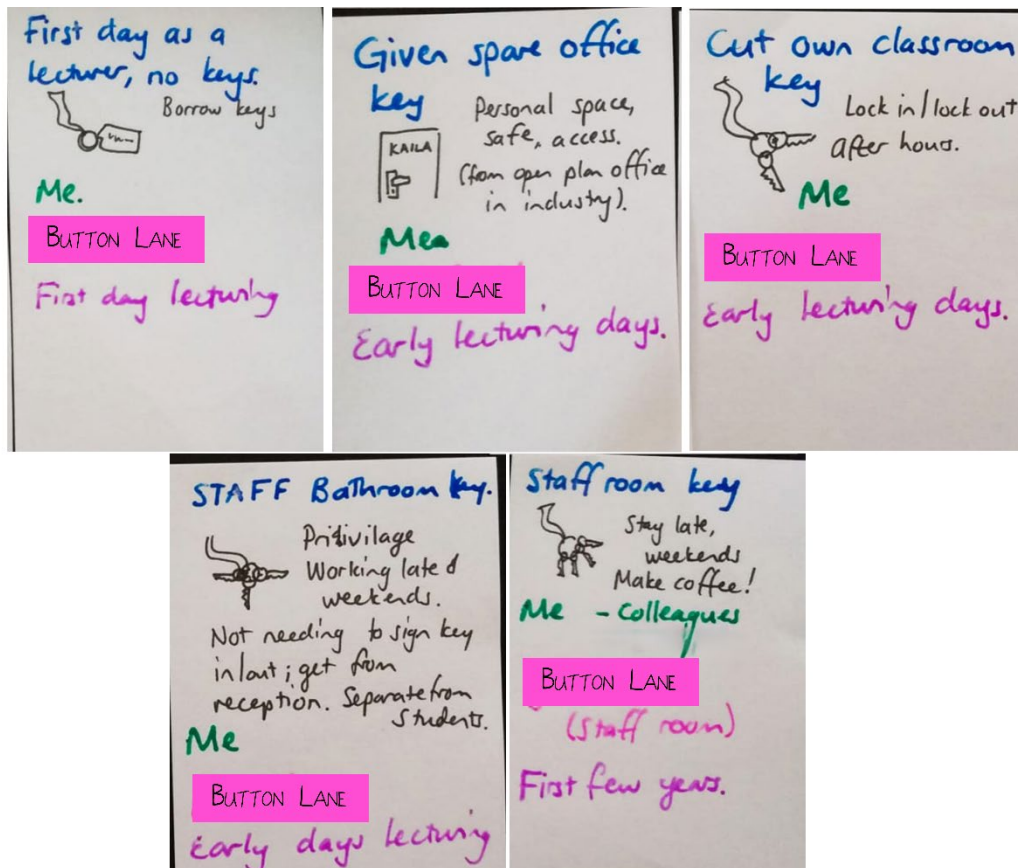 First day as a
lecturer, no keys.
Borrow keys
Me.
BUTTON LANE
First day lecturing
Given spare office
key
Personal space,
safe, access.
(from open plan office
in industry).
KAILA
Me
BUTTON LANE
Early lecturing days.
Cut own classroom
key
Lock in/lock out
after hours.
Me
BUTTON LANE
Early lecturing days.
STAFF Bathroom key.
Privilage
Working late &
weekends.
Not needing to sign key
in/out; get from
reception. Separate from
students.
Me
BUTTON LANE
Early days lecturing
Staff room key
Stay late,
weekends
Make coffee!
Me - Colleagues
BUTTON LANE
(Staff room)
First few years.